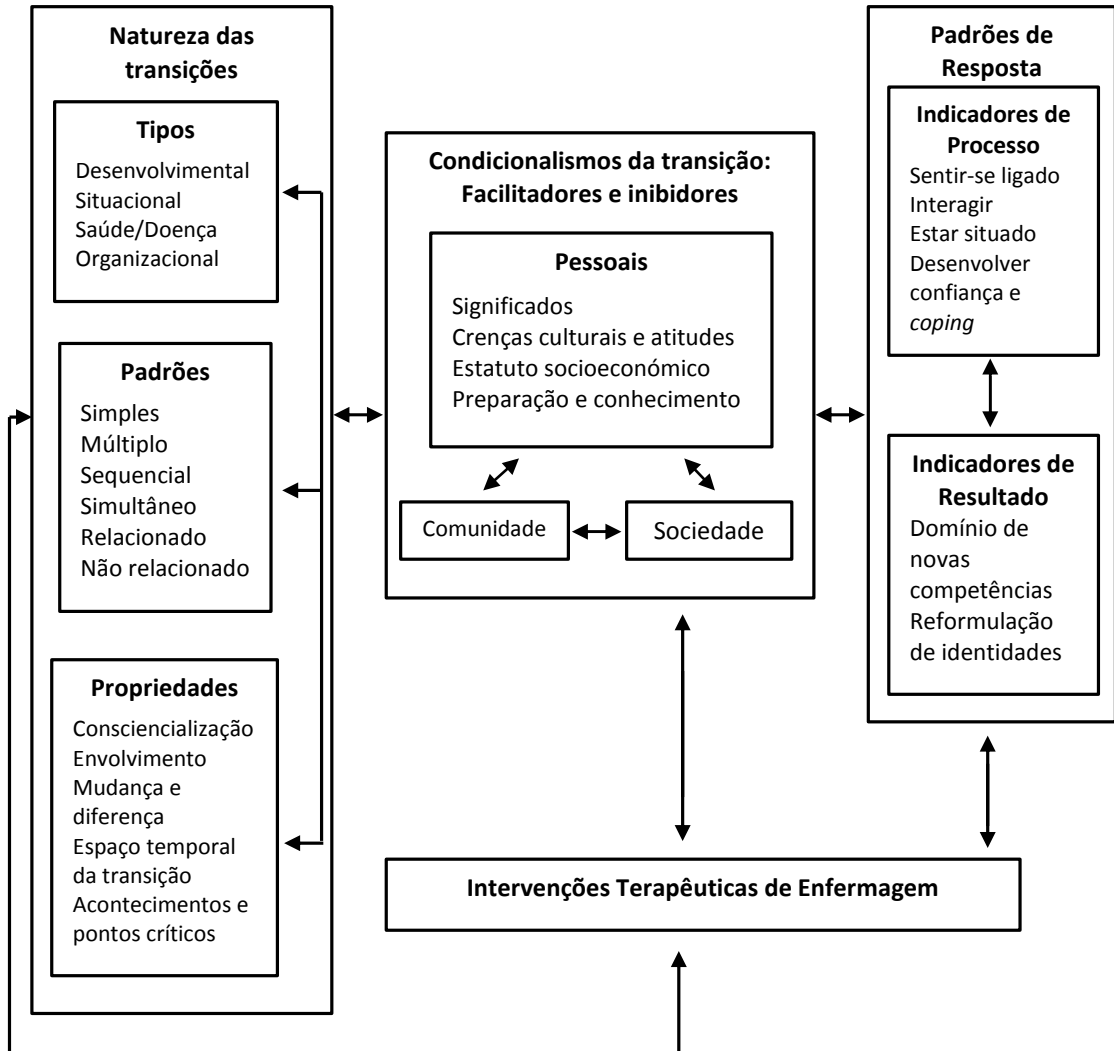 Natureza das
transições
Tipos
Desenvolvimental
Situacional
Saúde/Doença
Organizacional
Padrões
Simples
Múltiplo
Sequencial
Simultâneo
Relacionado
Não relacionado
Propriedades
Consciencialização
Envolvimento
Mudança e
diferença
Espaço temporal
da transição
Acontecimentos e
pontos críticos
Condicionalismos da transição:
Facilitadores e inibidores
Pessoais
Significados
Crenças culturais e atitudes
Estatuto socioeconómico
Preparação e conhecimento
Comunidade
Sociedade
Padrões de
Resposta
Indicadores de
Processo
Sentir-se ligado
Interagir
Estar situado
Desenvolver
confiança e
coping
Indicadores de
Resultado
Domínio de
novas
competências
Reformulação
de identidades
Intervenções Terapêuticas de Enfermagem